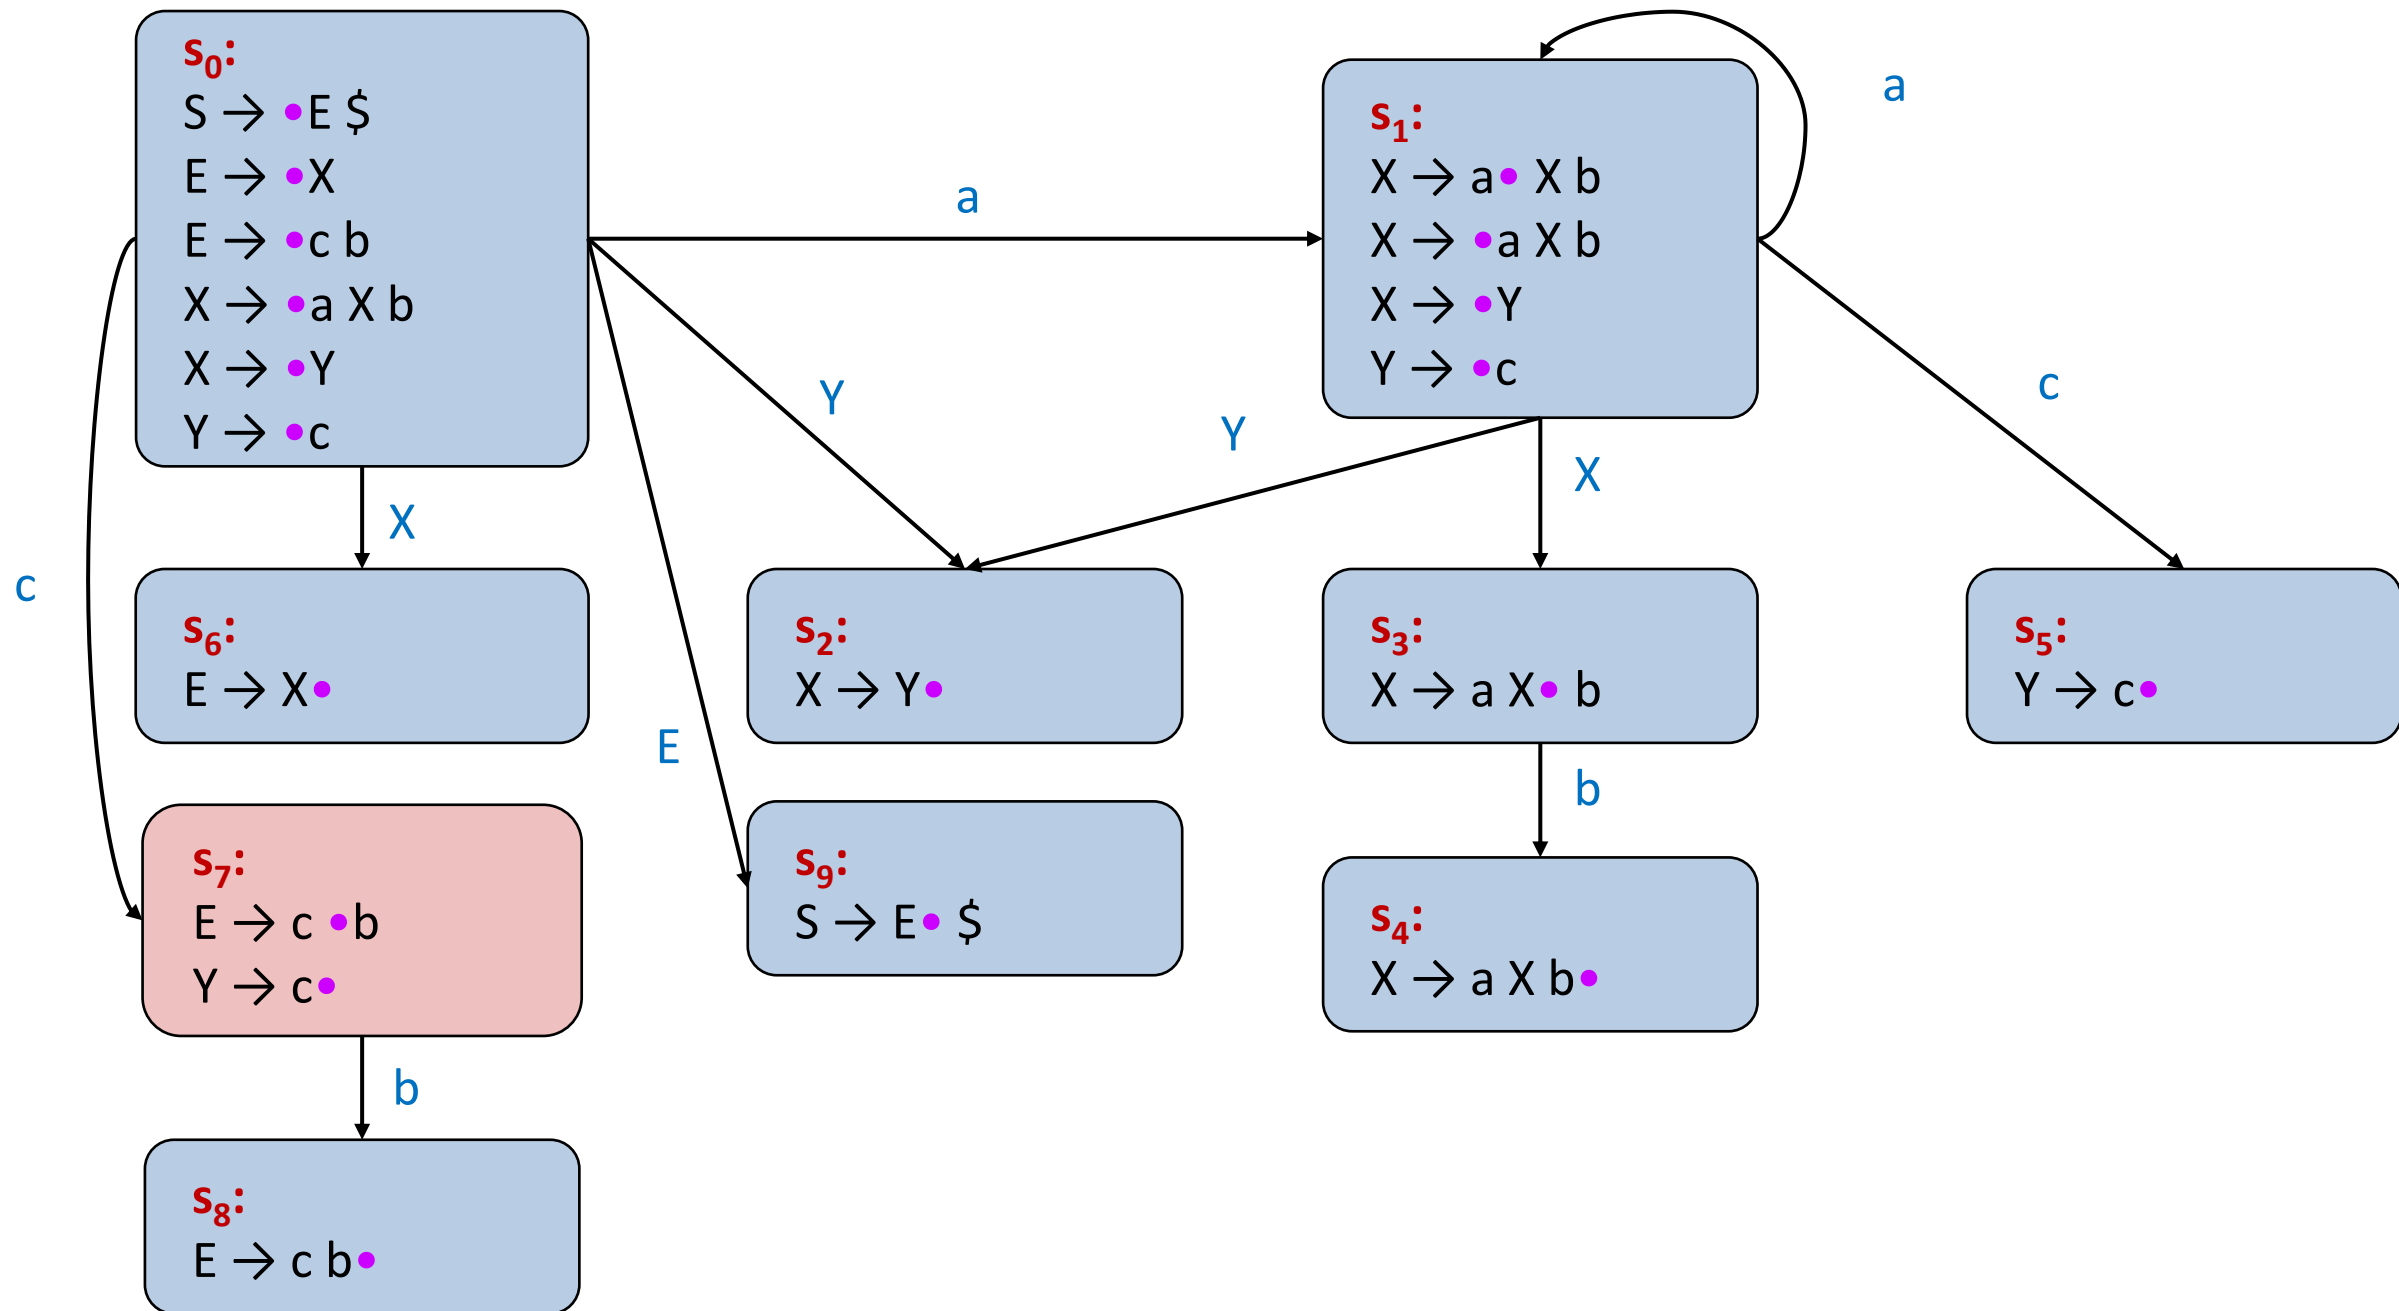 s0:
S → •E $
E → •X
E → •c b
X → •a X b
X → •Y
Y → •c
a
s1:
X → a• X b
X → •a X b
X → •Y
Y → •c
a
Y
Y
X
c
X
c
s6:
E → X•
E
s2:
X → Y•
s3:
X → a X• b
s5:
Y → c•
b
s7:
E → c •b
Y → c•
s9:
S → E• $
s4:
X → a X b•
b
s8:
E → c b•